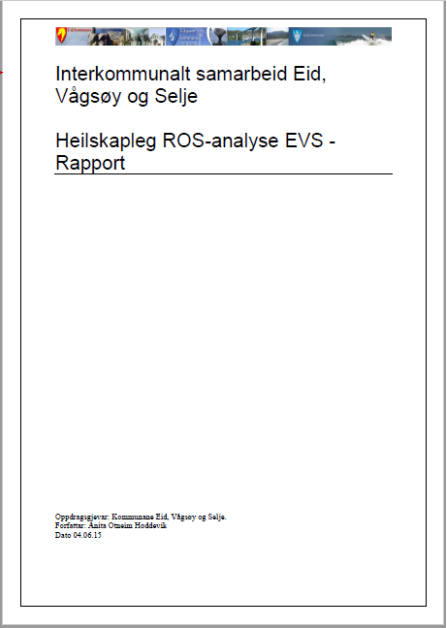 Interkommunalt samarbeid Eid,
Vågsøy og Selje
Heilskapleg ROS-analyse EVS -
Rapport
Oppdragsgjevar: Kommunane Eid, Vågsøy og Selje.
Forfattar: Anita Otneim Hoddevik
Dato 04.06.15